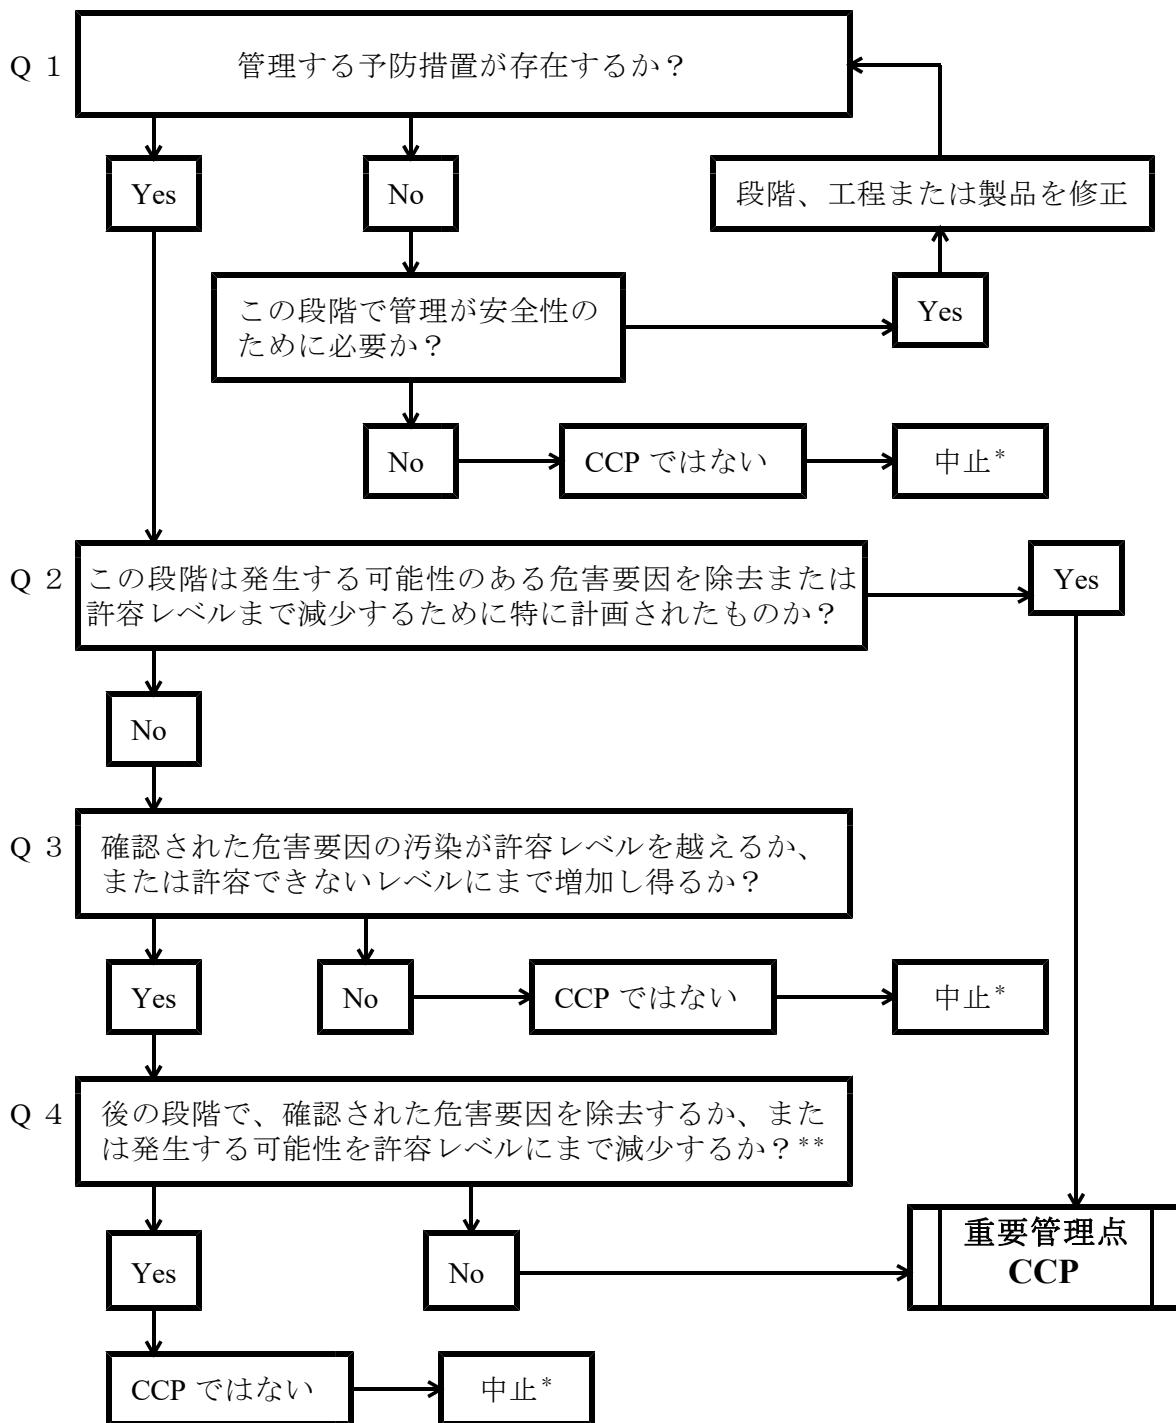 Q 1
管理する予防措置が存在するか？
Yes
No
段階、工程または製品を修正
この段階で管理が安全性の
ために必要か？
Yes
No
CCP ではない
中止*
Q 2
この段階は発生する可能性のある危害要因を除去または
許容レベルまで減少するために特に計画されたものか？
Yes
No
Q 3
確認された危害要因の汚染が許容レベルを越えるか、
または許容できないレベルにまで増加し得るか？
Yes
No
CCP ではない
中止*
Q 4
後の段階で、確認された危害要因を除去するか、また
は発生する可能性を許容レベルにまで減少するか？**
Yes
No
重要管理点
CCP
CCP ではない
中止*